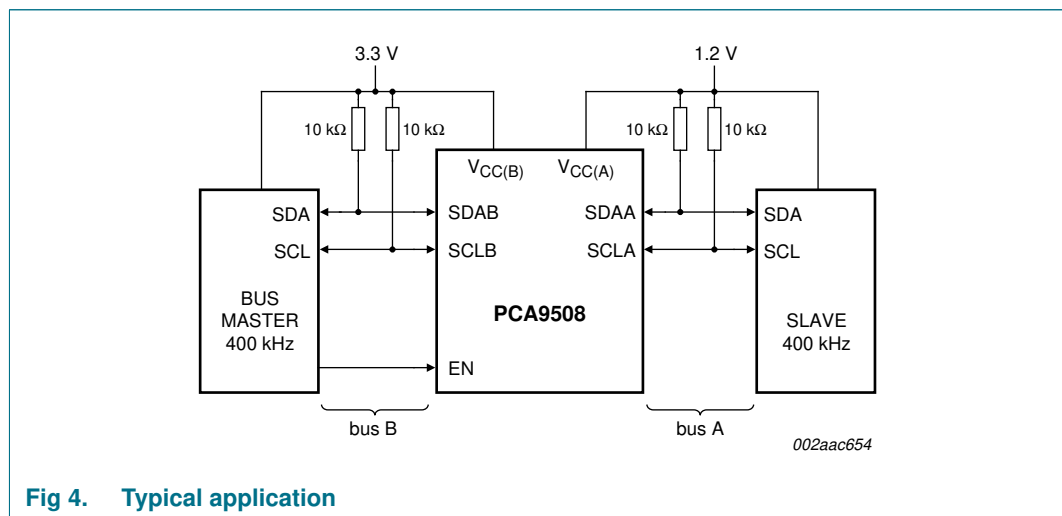 3.3 V
1.2 V
10 kΩ
10 kΩ
10 kΩ
10 kΩ
VCC(B)
VCC(A)
SDA
SDAB
SDAA
SDA
SCL
SCLB
SCLA
SCL
BUS
MASTER
400 kHz
PCA9508
SLAVE
400 kHz
EN
bus B
bus A
002aac654
Fig 4. Typical application